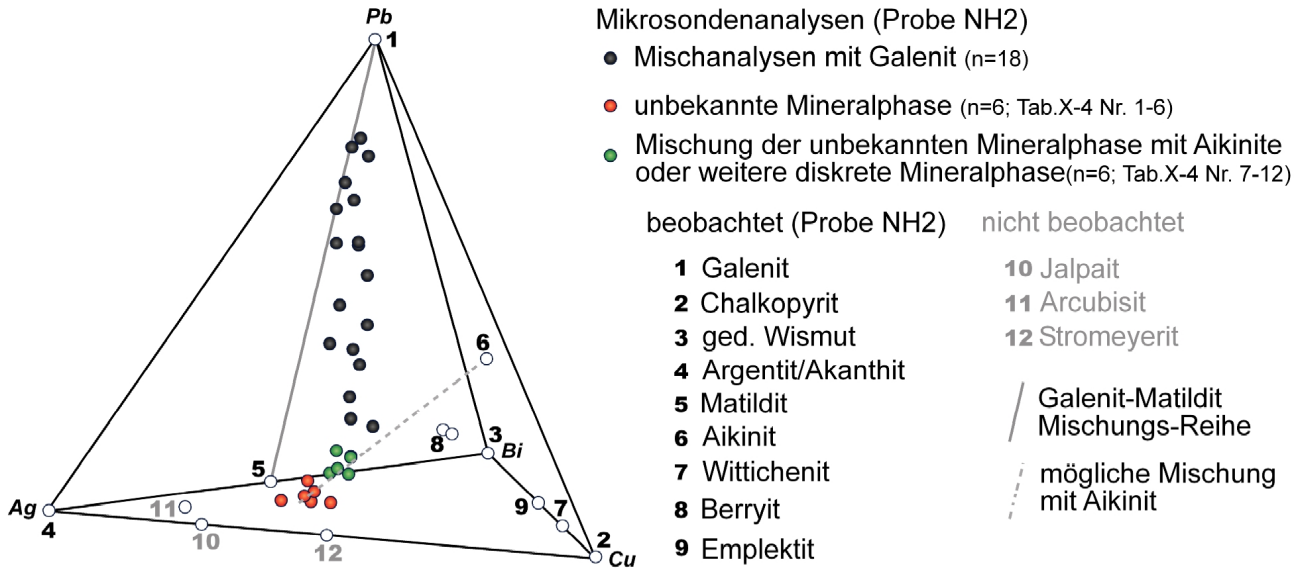 Pb
1
6
3
Bi
8
5
Ag
4
11
10
12
9
7
2
Cu
Mikrosondenanalysen (Probe NH2)
Mischanalysen mit Galenit (n=18)
unbekannte Mineralphase (n=6; Tab.X-4 Nr. 1-6)
Mischung der unbekannten Mineralphase mit Aikinite
oder weitere diskrete Mineralphase(n=6; Tab.X-4 Nr. 7-12)
beobachtet (Probe NH2)
1 Galenit
2 Chalkopyrit
3 ged. Wismut
4 Argentit/Akanthit
5 Matildit
6 Aikinit
7 Wittichenit
8 Berryit
9 Emplektit
nicht beobachtet
10 Jalpait
11 Arcubisit
12 Stromeyerit
Galenit-Matildit
Mischungs-Reihe
mögliche Mischung
mit Aikinit